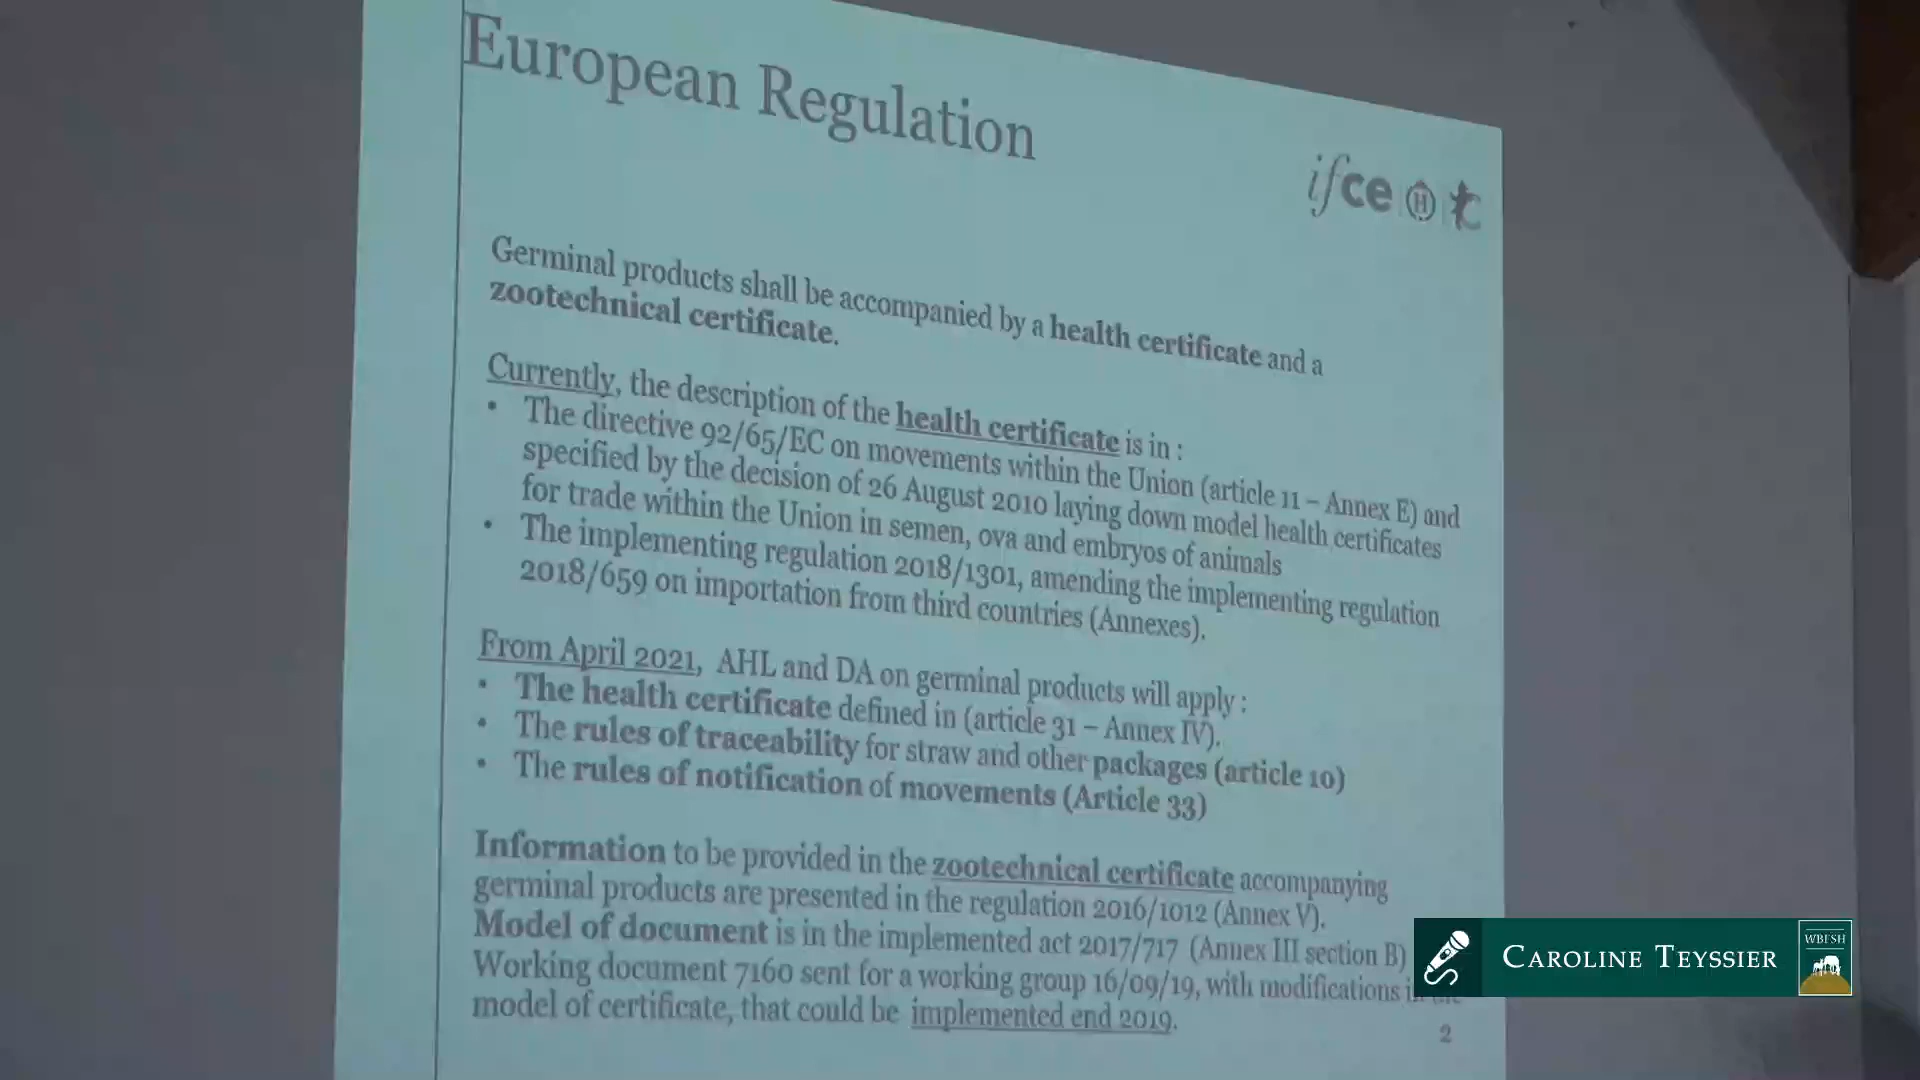 European Regulation
ifce H
Germinal products shall be accompanied by a health certificate and a
zootechnical certificate.
Currently, the description of the health certificate is in :
• The directive 92/65/EC on movements within the Union (article 11 – Annex E) and
specified by the decision of 26 August 2010 laying down model health certificates
for trade within the Union in semen, ova and embryos of animals
• The implementing regulation 2018/1301, amending the implementing regulation
2018/659 on importation from third countries (Annexes).
From April 2021, AHL and DA on germinal products will apply :
• The health certificate defined in (article 31 – Annex IV).
• The rules of traceability for straw and other packages (article 10)
• The rules of notification of movements (Article 33)
Information to be provided in the zootechnical certificate accompanying
germinal products are presented in the regulation 2016/1012 (Annex V).
Model of document is in the implemented act 2017/717 (Annex III section B)
Working document 7160 sent for a working group 16/09/19, with modifications in the
model of certificate, that could be implemented end 2019.
2
CAROLINE TEYSSIER
WBFSH